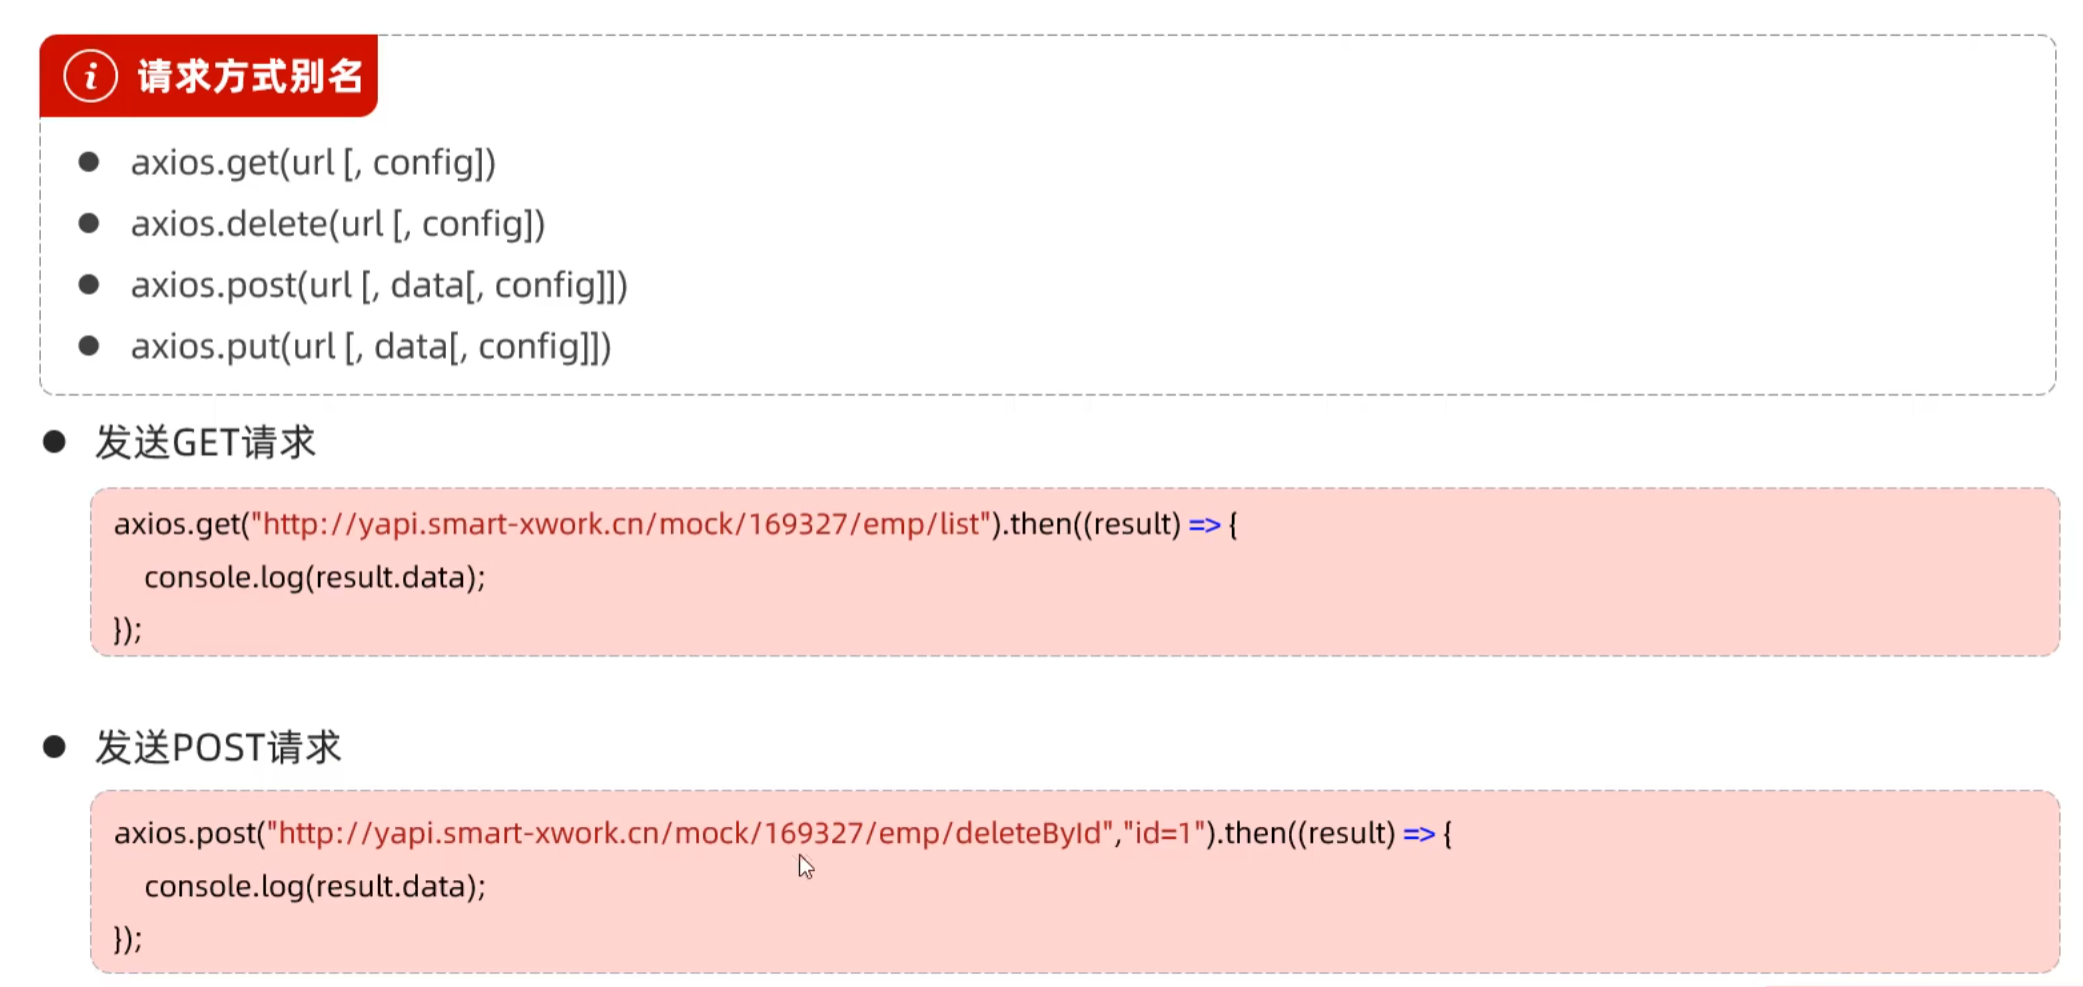 请求方式别名
axios.get(url [, config])
axios.delete(url [, config])
axios.post(url [, data[, config]])
axios.put(url [, data[, config]])
发送GET请求
axios.get("http://yapi.smart-xwork.cn/mock/169327/emp/list").then((result) => {
console.log(result.data);
});
发送POST请求
axios.post("http://yapi.smart-xwork.cn/mock/169327/emp/deleteById","id=1").then((result) => {
console.log(result.data);
});